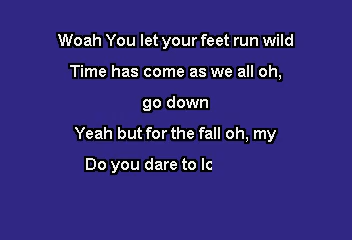 Woah You let your feet run wild
Time has come as we all oh,
go down
Yeah but for the fall oh, my
Do you dare to